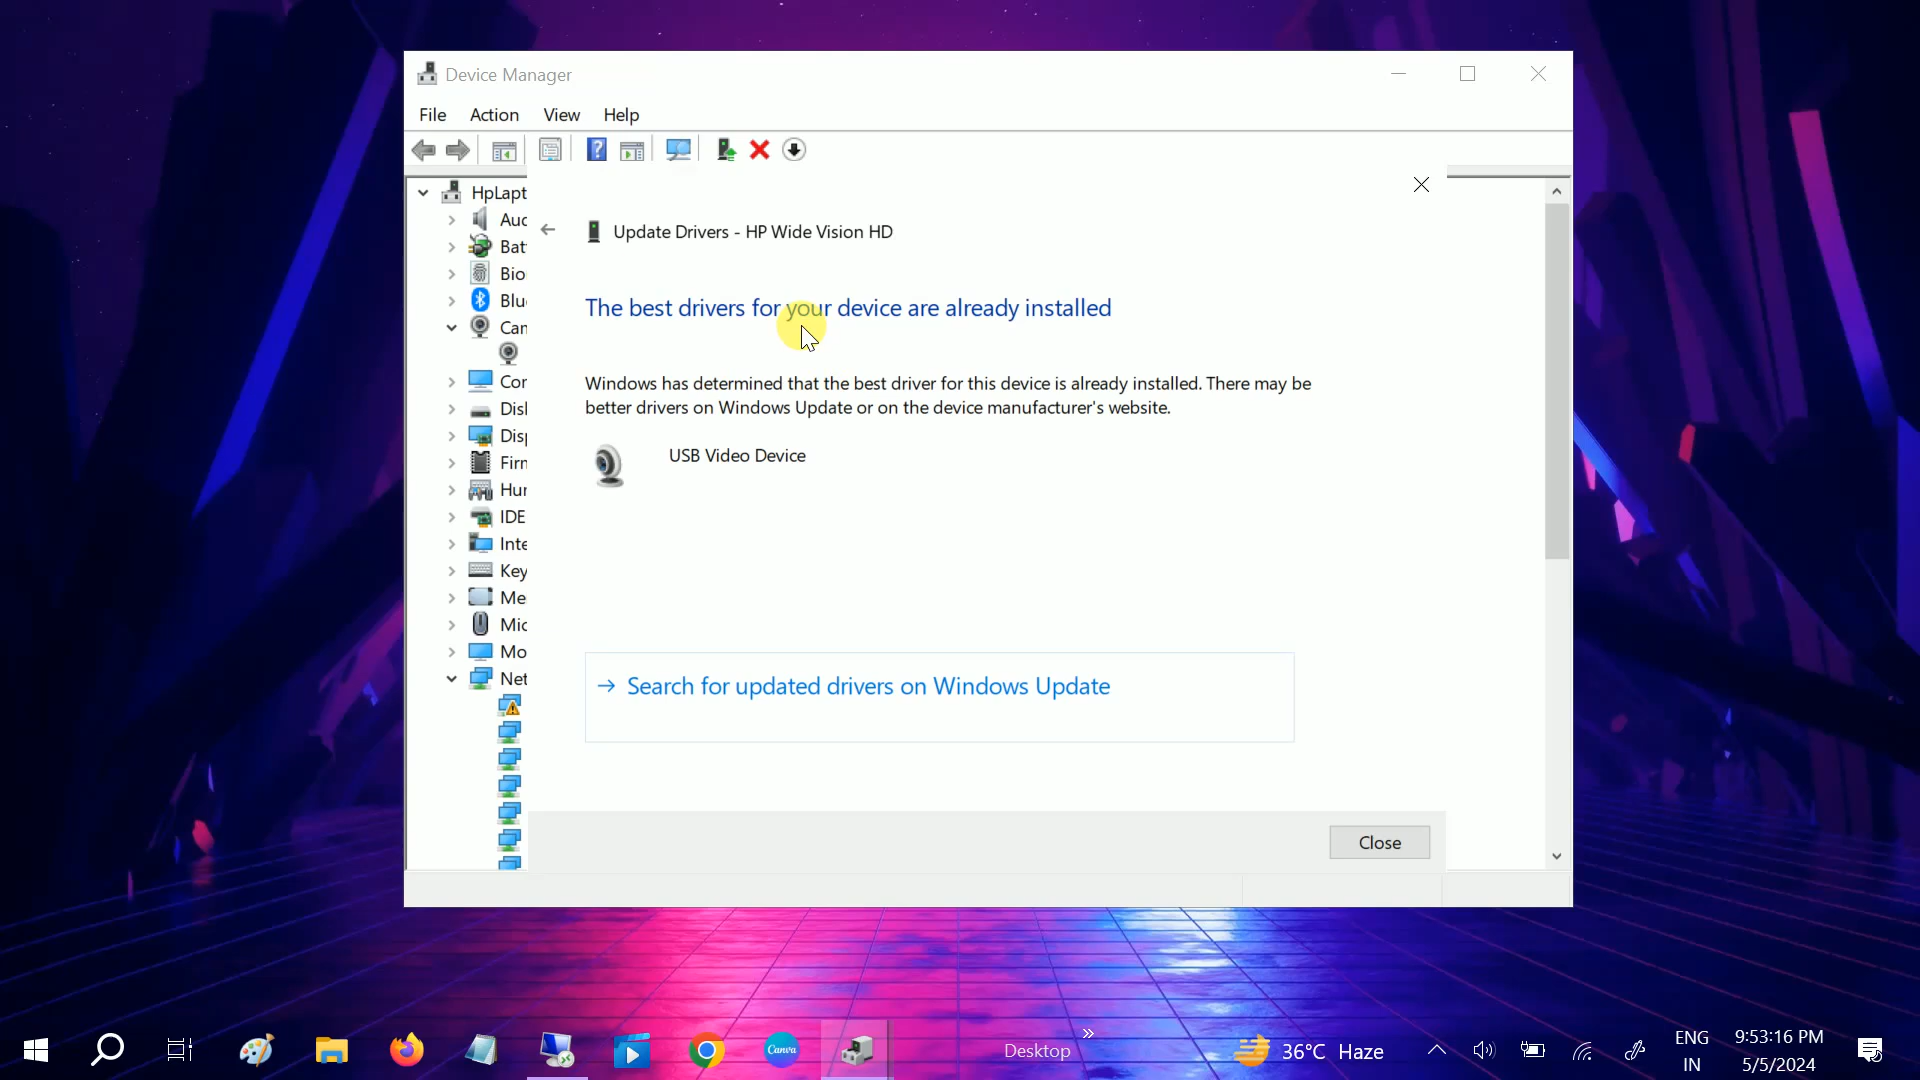 Device Manager
File Action View Help
HpLapt
Update Drivers - HP Wide Vision HD
The best drivers for your device are already installed
Windows has determined that the best driver for this device is already installed. There may be
better drivers on Windows Update or on the device manufacturer's website.
USB Video Device
Search for updated drivers on Windows Update
Close
Auc
Bat
Bio
Blu
Can
Cor
Disl
Disp
Firn
Hur
IDE
Inte
Key
Me
Mic
Mo
Net
Canva
Desktop
36°C Haze
ENG
IN
9:53:16 PM
5/5/2024